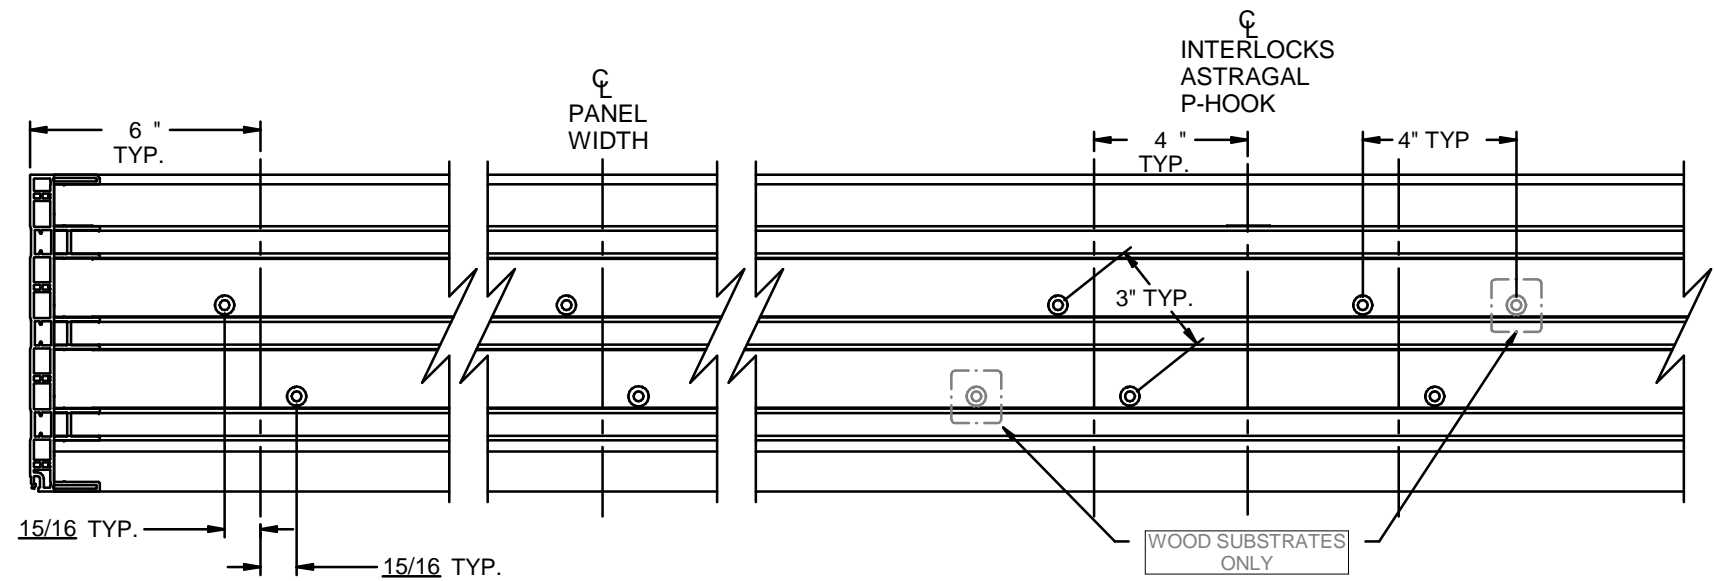 ℄
INTERLOCKS
ASTRAGAL
P-HOOK
℄
PANEL
WIDTH
6 "
TYP.
4 "
TYP.
4" TYP
3" TYP.
15/16 TYP.
15/16 TYP.
WOOD SUBSTRATES
ONLY